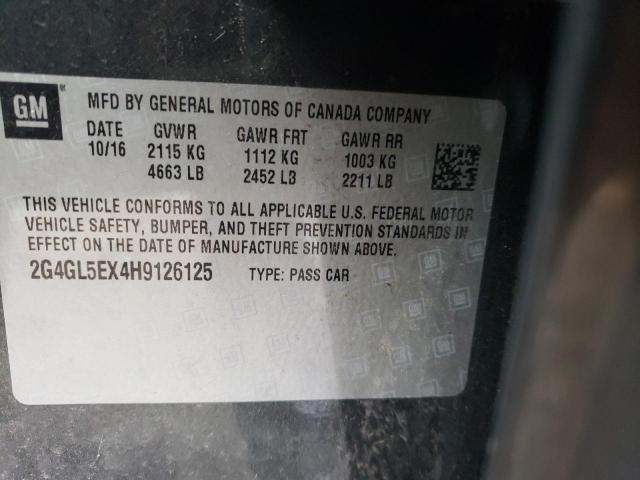 GM
MFD BY GENERAL MOTORS OF CANADA COMPANY
DATE GVWR GAWR FRT GAWR RR
10/16 2115 KG 1112 KG 1003 KG
4663 LB 2452 LB 2211 LB
THIS VEHICLE CONFORMS TO ALL APPLICABLE U.S. FEDERAL MOTOR
VEHICLE SAFETY, BUMPER, AND THEFT PREVENTION STANDARDS IN
EFFECT ON THE DATE OF MANUFACTURE SHOWN ABOVE.
2G4GL5EX4H9126125 TYPE: PASS CAR